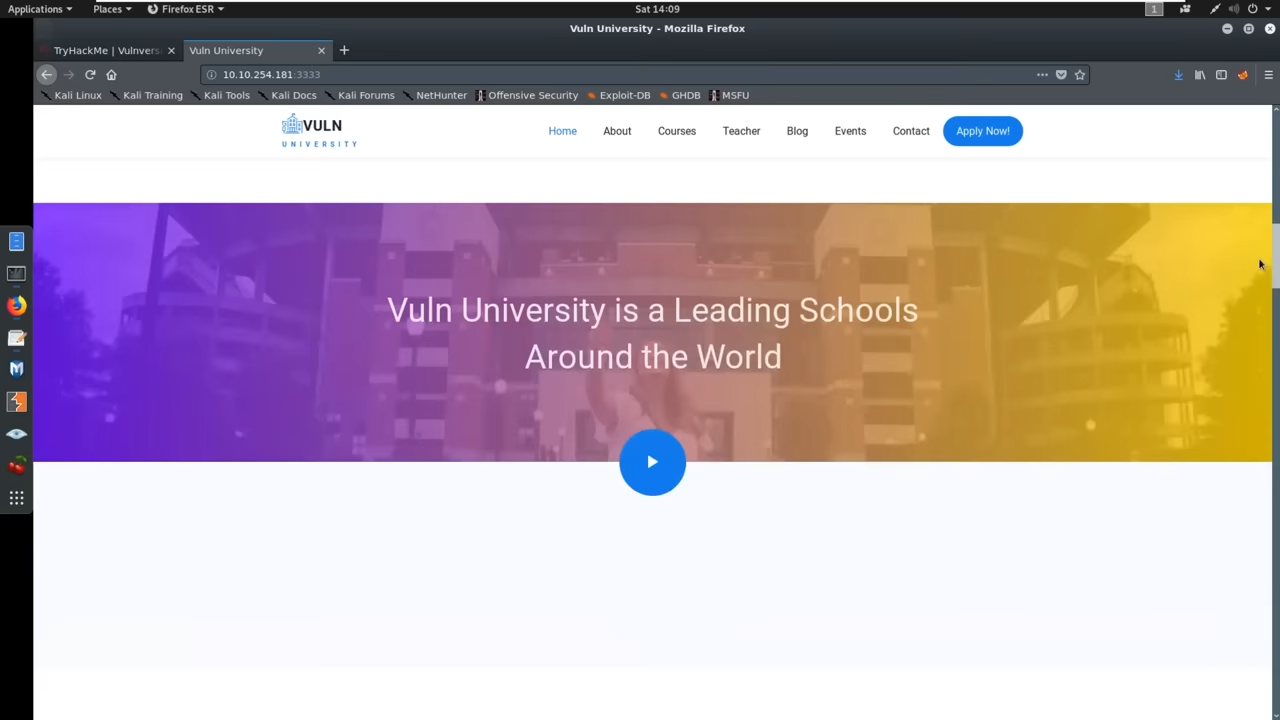 Applications Places Firefox ESR Sat 14:09 1
Vuln University - Mozilla Firefox
TryHackMe | Vulnvers Vuln University
10.10.254.181:3333
Kali Linux Kali Training Kali Tools Kali Docs Kali Forums NetHunter Offensive Security Exploit-DB GHDB MSFU
VULN
UNIVERSITY
Home About Courses Teacher Blog Events Contact Apply Now!
Vuln University is a Leading Schools
Around the World